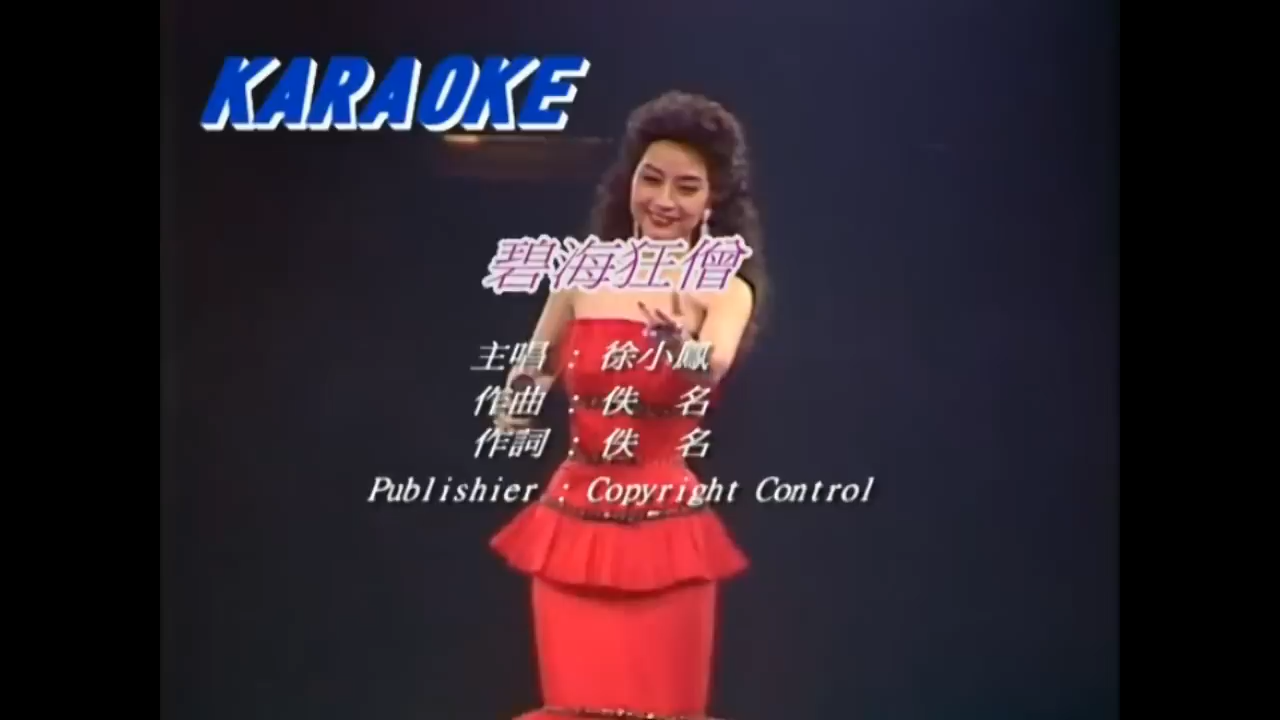 KARAOKE
碧海狂僧
主唱 : 徐小鳳
作曲 : 佚 名
作詞 : 佚 名
Publishier : Copyright Control